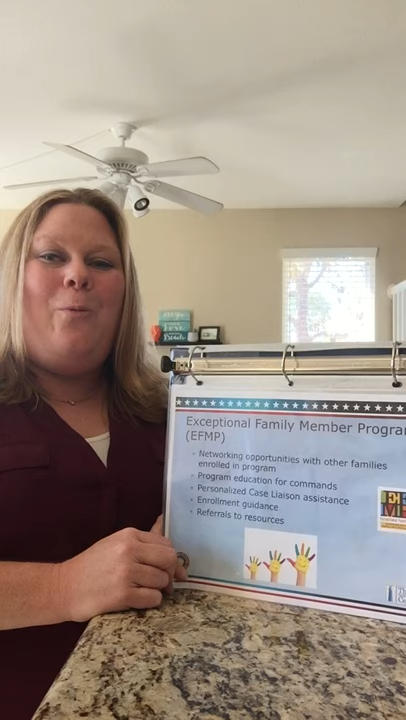 Exceptional Family Member Program
(EFMP)
Networking opportunities with other families
enrolled in program
Program education for commands
Personalized Case Liaison assistance
Enrollment guidance
Referrals to resources